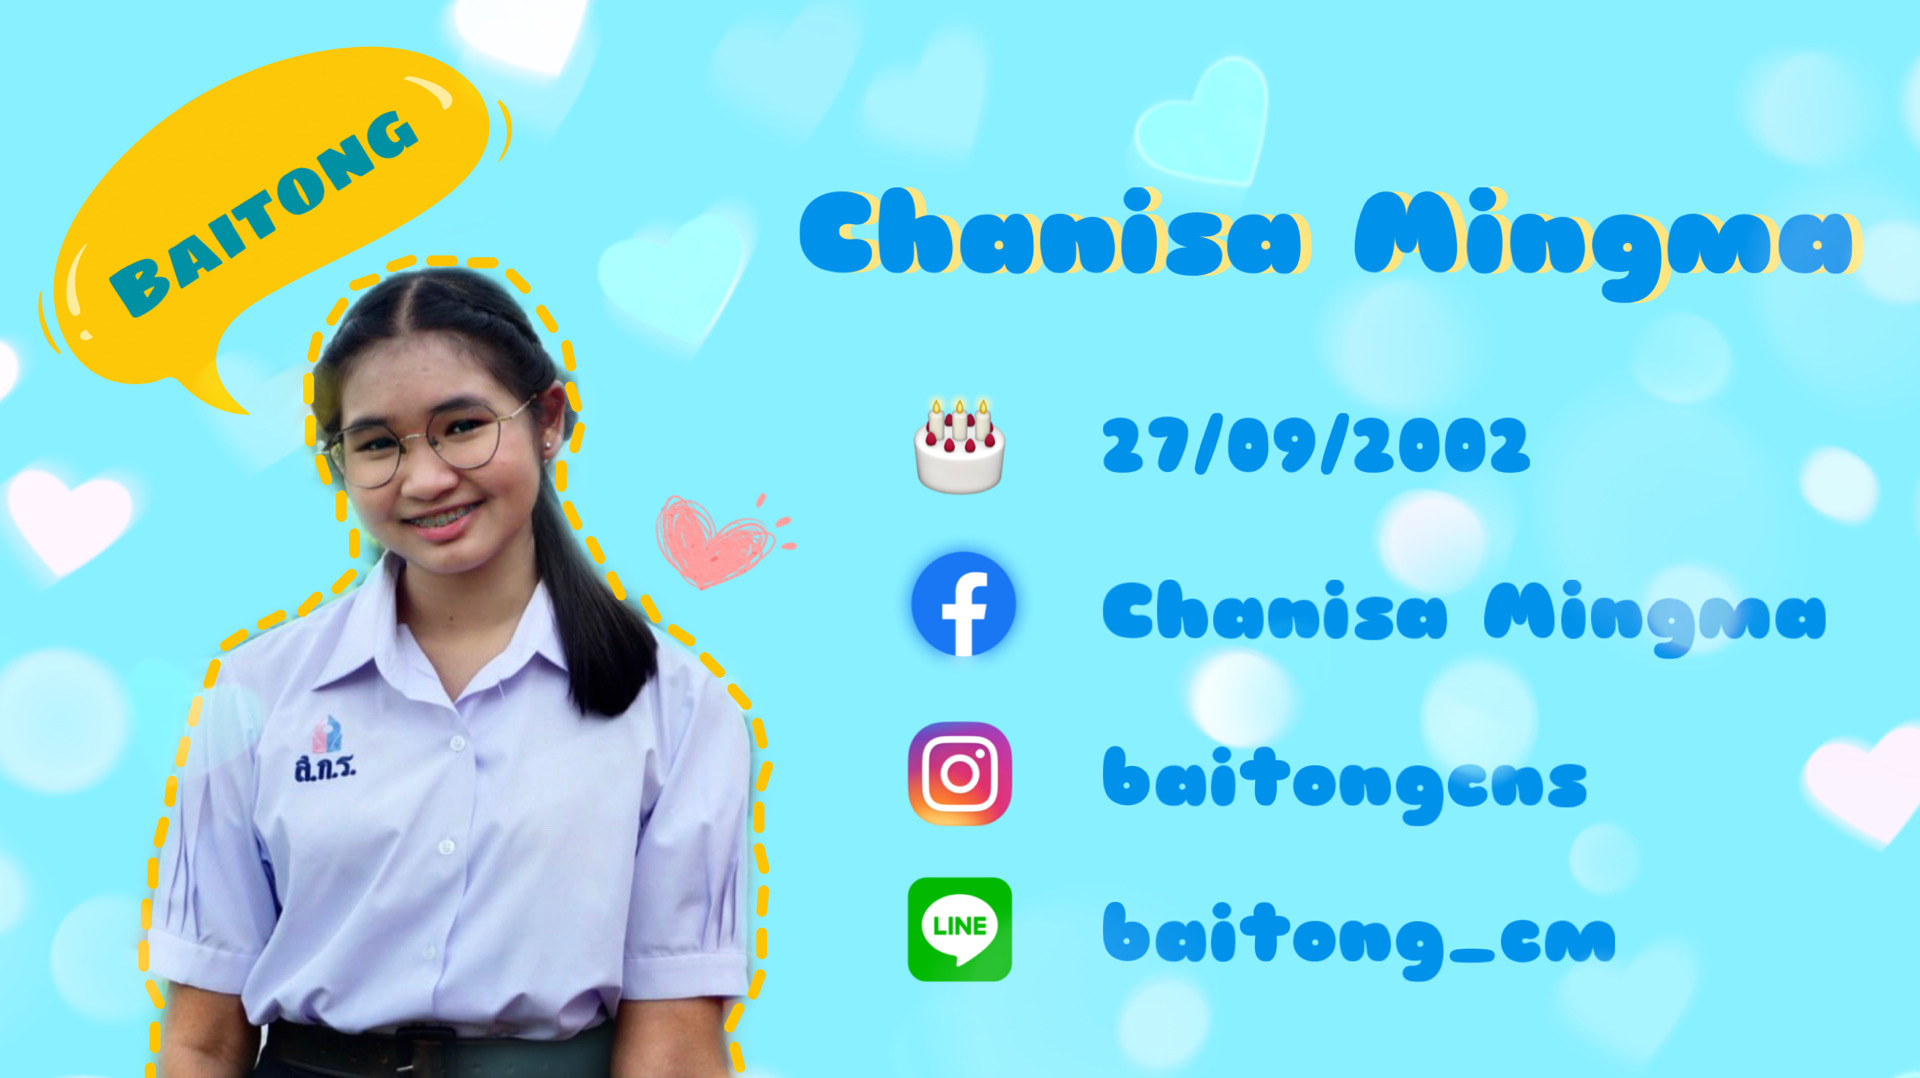 BAITONG
Chanisa Mingma
27/09/2002
Chanisa Mingma
baitongcns
LINE
baitong_cm
ส.ก.ร.